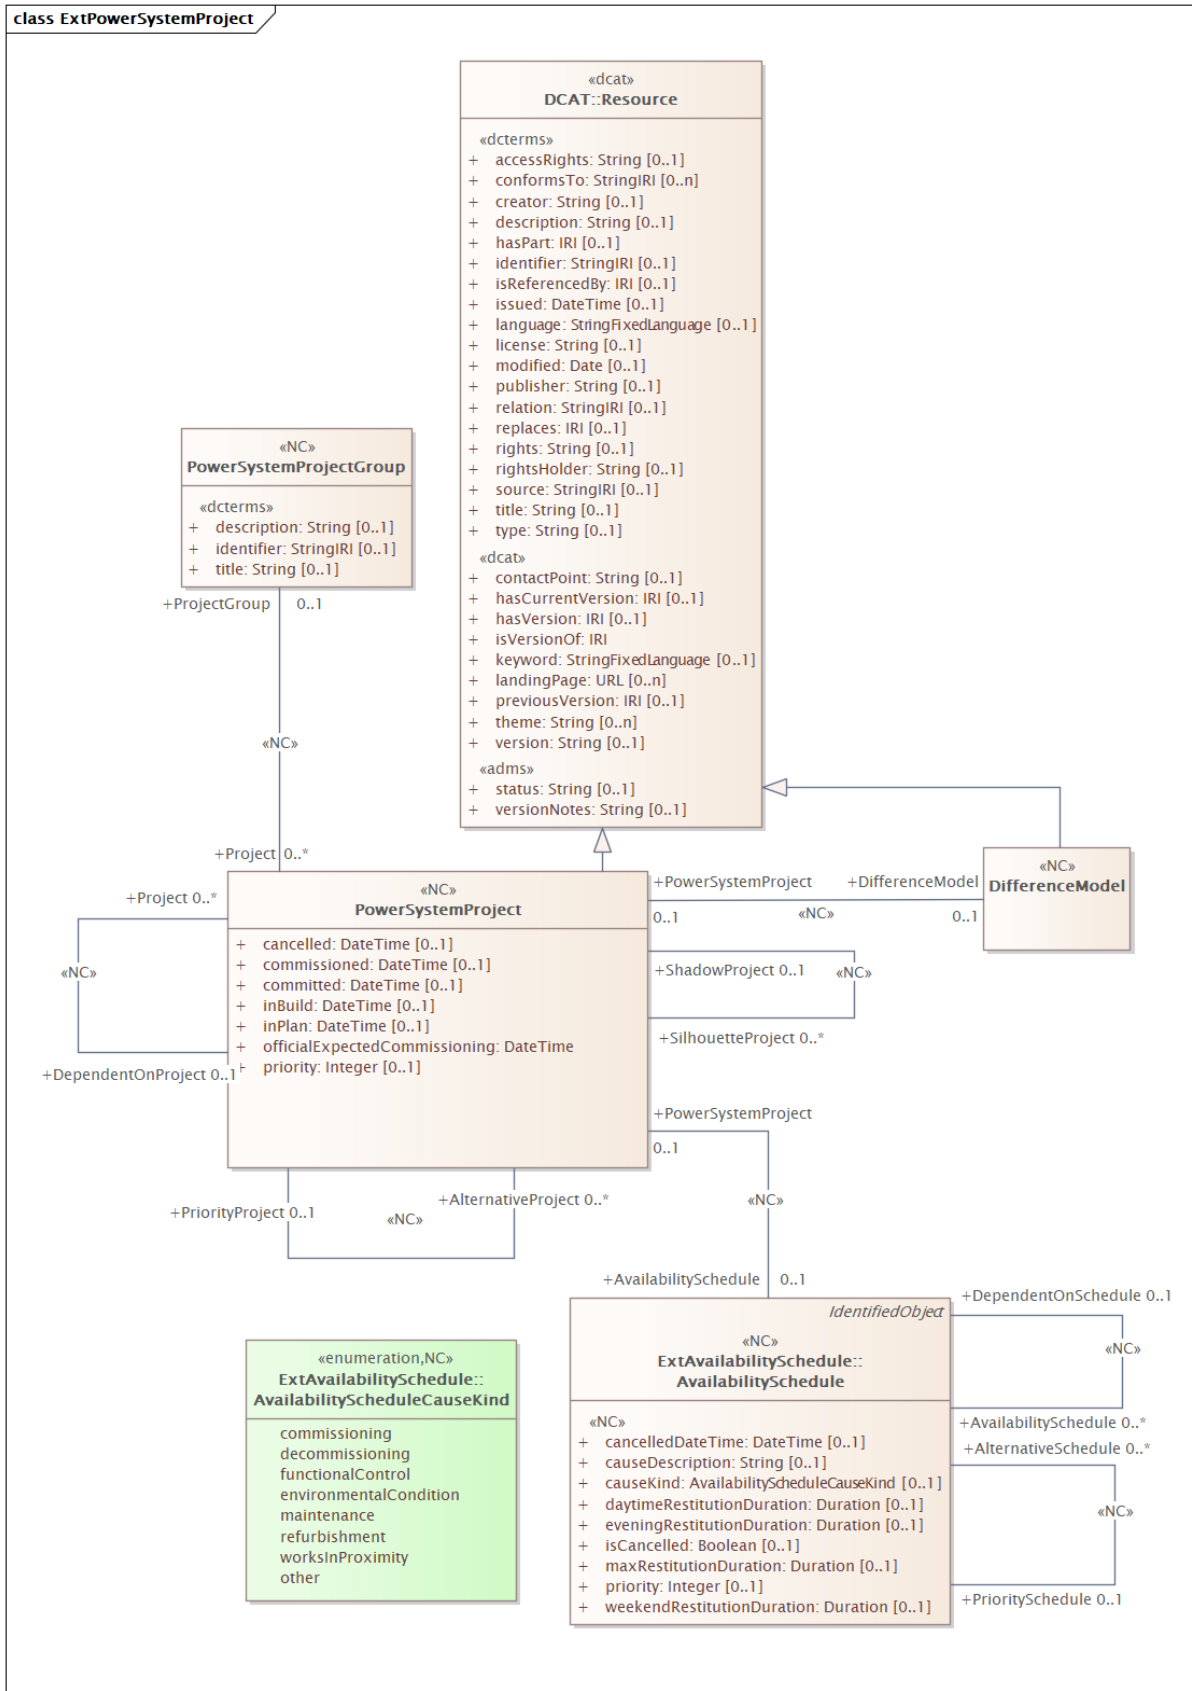 class ExtPowerSystemProject
«dcat»
DCAT::Resource
«dcterms»
+ accessRights: String [0..1]
+ conformsTo: StringIRI [0..n]
+ creator: String [0..1]
+ description: String [0..1]
+ hasPart: IRI [0..1]
+ identifier: StringIRI [0..1]
+ isReferencedBy: IRI [0..1]
+ issued: DateTime [0..1]
+ language: StringFixedLanguage [0..1]
+ license: String [0..1]
+ modified: Date [0..1]
+ publisher: String [0..1]
+ relation: StringIRI [0..1]
+ replaces: IRI [0..1]
+ rights: String [0..1]
+ rightsHolder: String [0..1]
+ source: StringIRI [0..1]
+ title: String [0..1]
+ type: String [0..1]
«dcat»
+ contactPoint: String [0..1]
+ hasCurrentVersion: IRI [0..1]
+ hasVersion: IRI [0..1]
+ isVersionOf: IRI
+ keyword: StringFixedLanguage [0..1]
+ landingPage: URL [0..n]
+ previousVersion: IRI [0..1]
+ theme: String [0..n]
+ version: String [0..1]
«adms»
+ status: String [0..1]
+ versionNotes: String [0..1]
«NC»
PowerSystemProjectGroup
«dcterms»
+ description: String [0..1]
+ identifier: StringIRI [0..1]
+ title: String [0..1]
+ProjectGroup 0..1
«NC»
+Project 0..*
«NC»
DifferenceModel
«NC»
PowerSystemProject
+ cancelled: DateTime [0..1]
+ commissioned: DateTime [0..1]
+ committed: DateTime [0..1]
+ inBuild: DateTime [0..1]
+ inPlan: DateTime [0..1]
+ officialExpectedCommissioning: DateTime
+ priority: Integer [0..1]
+PowerSystemProject +DifferenceModel
0..1 «NC» 0..1
+Project 0..*
«NC»
+DependentOnProject 0..1
+ShadowProject 0..1 «NC»
+SilhouetteProject 0..*
+PowerSystemProject
0..1
«NC»
+AvailabilitySchedule 0..1
+PriorityProject 0..1 «NC» +AlternativeProject 0..*
IdentifiedObject
«NC»
ExtAvailabilitySchedule::
AvailabilitySchedule
«NC»
+ cancelledDateTime: DateTime [0..1]
+ causeDescription: String [0..1]
+ causeKind: AvailabilityScheduleCauseKind [0..1]
+ daytimeRestitutionDuration: Duration [0..1]
+ eveningRestitutionDuration: Duration [0..1]
+ isCancelled: Boolean [0..1]
+ maxRestitutionDuration: Duration [0..1]
+ priority: Integer [0..1]
+ weekendRestitutionDuration: Duration [0..1]
+DependentOnSchedule 0..1
«NC»
+AvailabilitySchedule 0..*
+AlternativeSchedule 0..*
«NC»
+PrioritySchedule 0..1
«enumeration,NC»
ExtAvailabilitySchedule::
AvailabilityScheduleCauseKind
commissioning
decommissioning
functionalControl
environmentalCondition
maintenance
refurbishment
worksInProximity
other